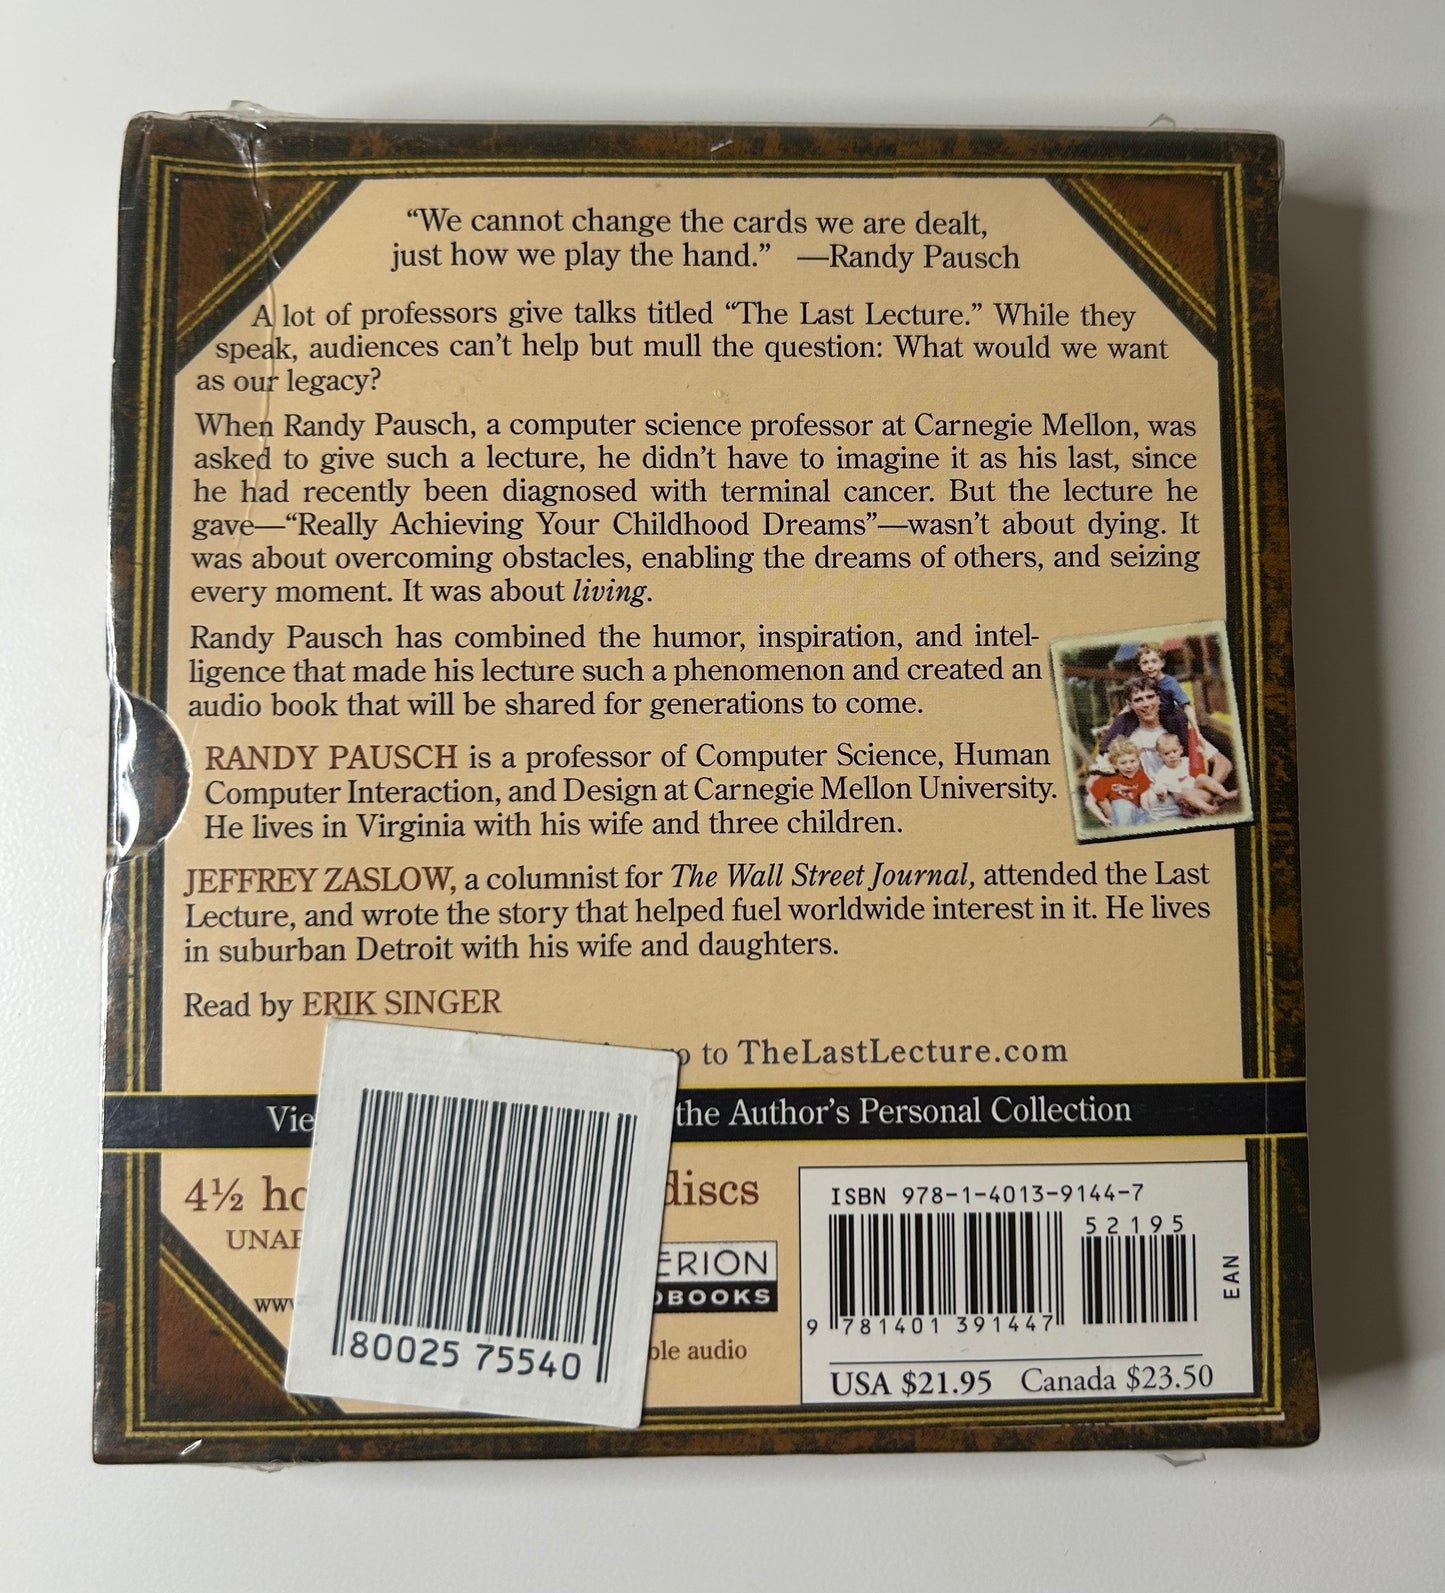 “We cannot change the cards we are dealt,
just how we play the hand.” —Randy Pausch
A lot of professors give talks titled “The Last Lecture.” While they
speak, audiences can’t help but mull the question: What would we want
as our legacy?
When Randy Pausch, a computer science professor at Carnegie Mellon, was
asked to give such a lecture, he didn’t have to imagine it as his last, since
he had recently been diagnosed with terminal cancer. But the lecture he
gave—“Really Achieving Your Childhood Dreams”—wasn’t about dying. It
was about overcoming obstacles, enabling the dreams of others, and seizing
every moment. It was about living.
Randy Pausch has combined the humor, inspiration, and intel-
ligence that made his lecture such a phenomenon and created an
audio book that will be shared for generations to come.
RANDY PAUSCH is a professor of Computer Science, Human
Computer Interaction, and Design at Carnegie Mellon University.
He lives in Virginia with his wife and three children.
JEFFREY ZASLOW, a columnist for The Wall Street Journal, attended the Last
Lecture, and wrote the story that helped fuel worldwide interest in it. He lives
in suburban Detroit with his wife and daughters.
Read by ERIK SINGER
to TheLastLecture.com
the Author’s Personal Collection
4½ discs
audio
80025 75540
ISBN 978-1-4013-9144-7
52195
9 781401 391447
EAN
USA $21.95 Canada $23.50